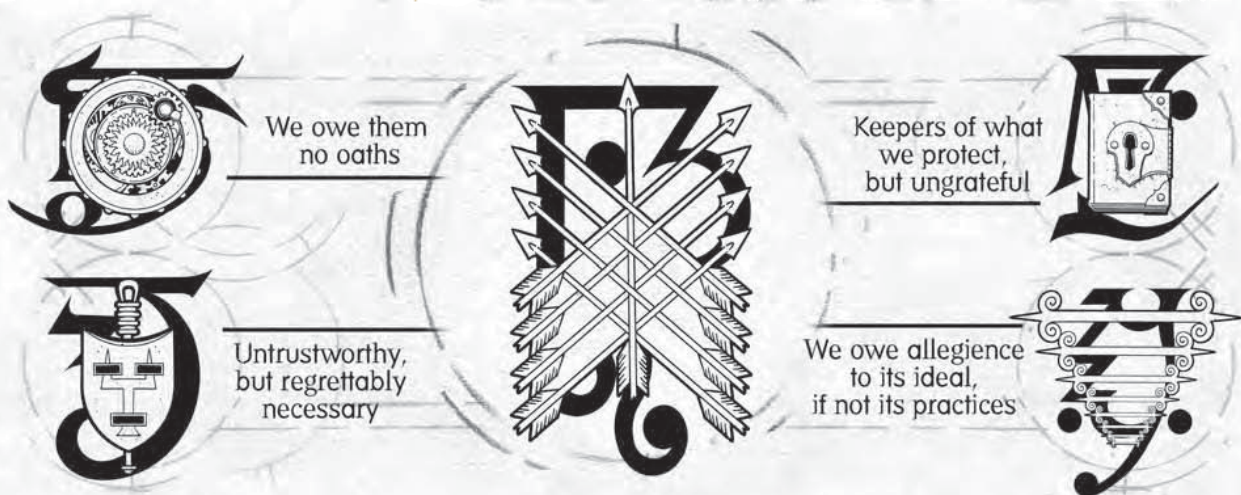 We owe them
no oaths
Keepers of what
we protect,
but ungrateful
Untrustworthy,
but regrettably
necessary
We owe allegience
to its ideal,
if not its practices